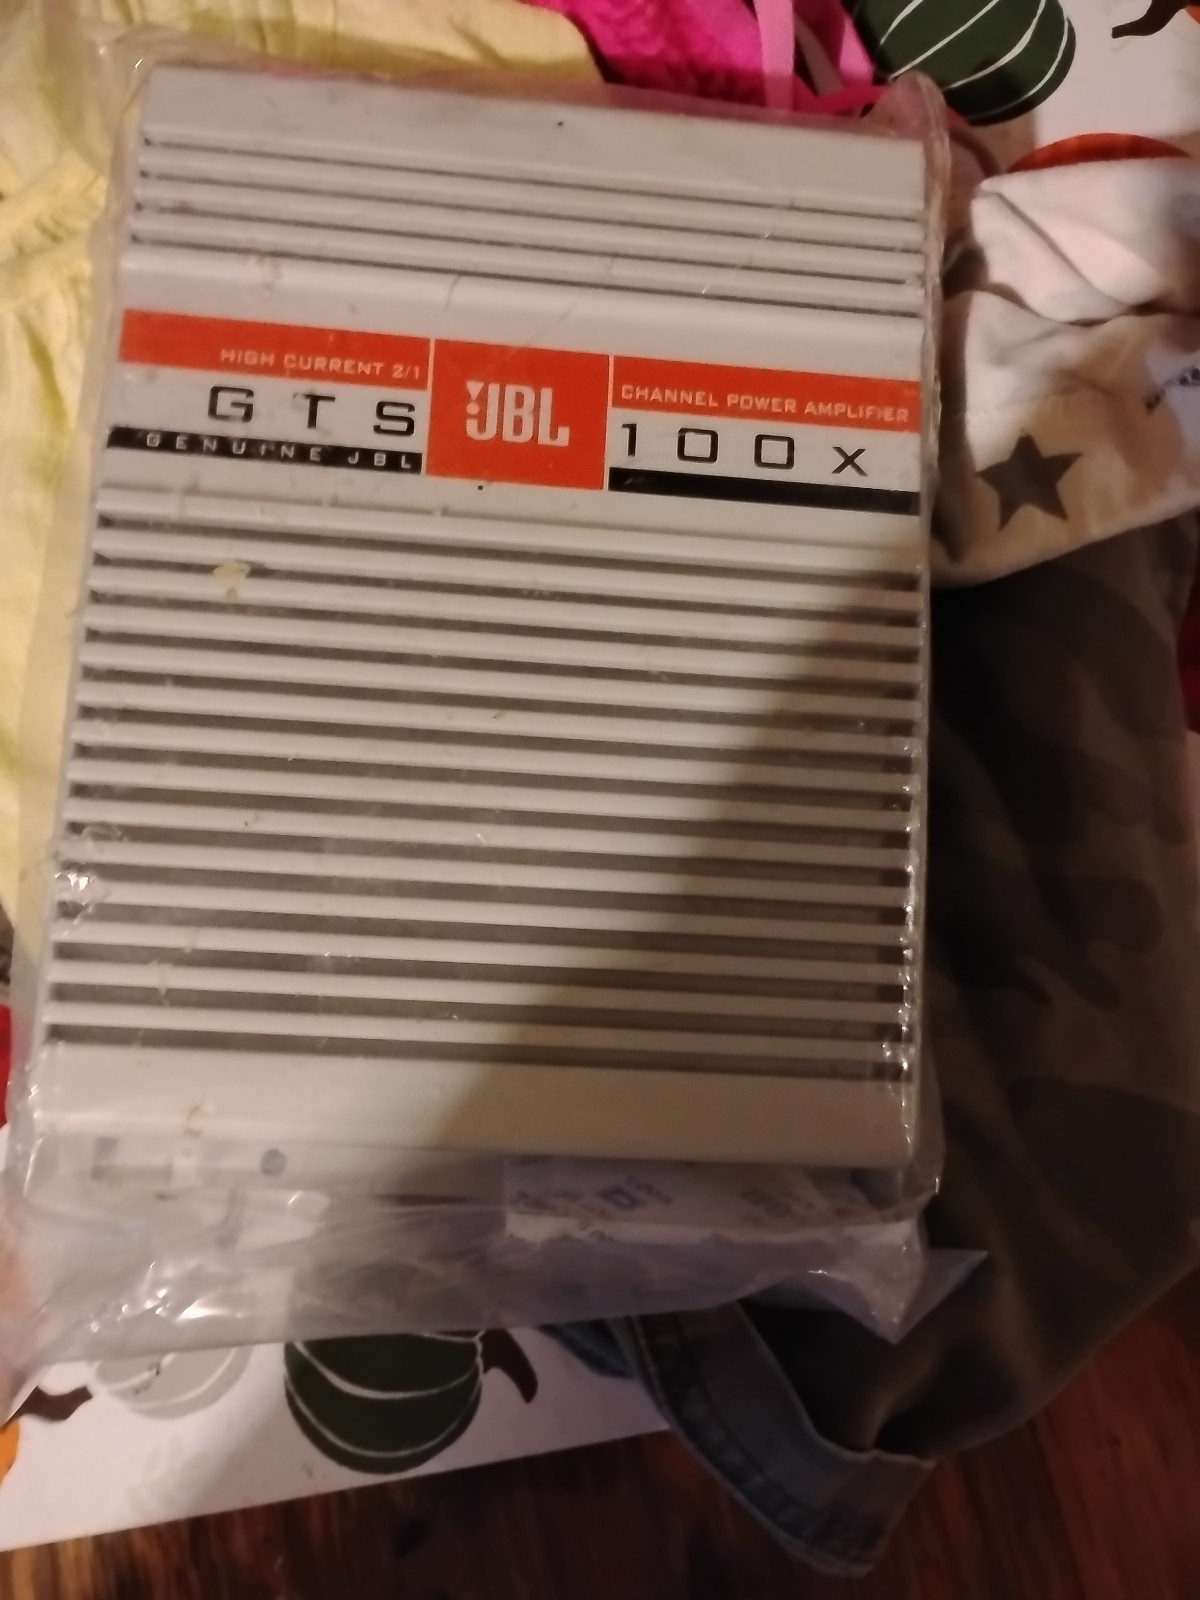 HIGH CURRENT 2/1
GTS
GENUINE JBL
JBL
CHANNEL POWER AMPLIFIER
100X